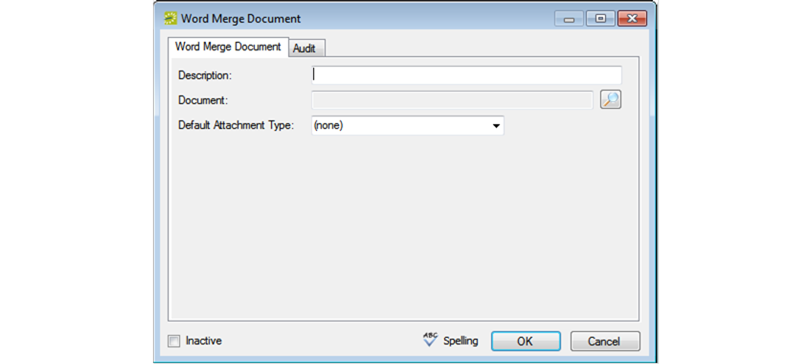 Word Merge Document
Word Merge Document Audit
Description:
Document:
Default Attachment Type: (none)
Inactive ABC Spelling OK Cancel